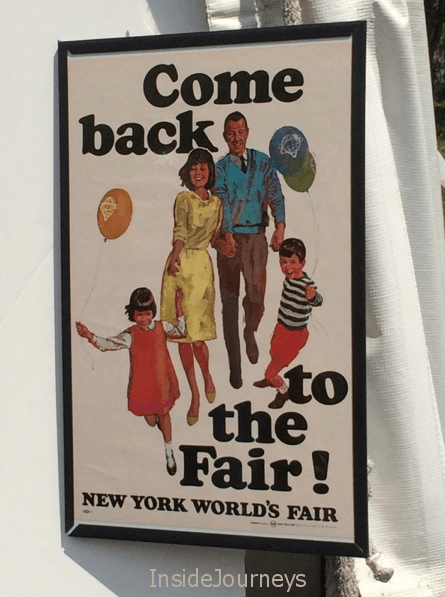 Come
back
to
the
Fair!
NEW YORK WORLD'S FAIR
InsideJourneys